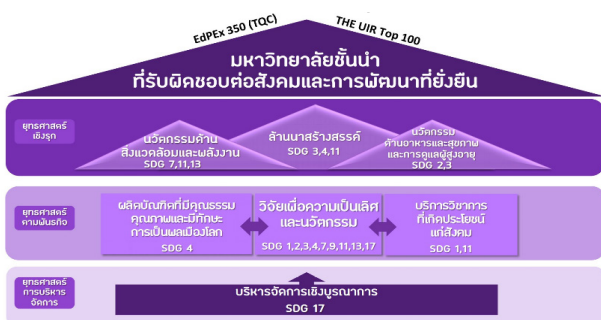 EdPEx 350 (TQC)
THE UIR Top 100
มหาวิทยาลัยชั้นนำ
ที่รับผิดชอบต่อสังคมและการพัฒนาที่ยั่งยืน
ยุทธศาสตร์
เชิงรุก
นวัตกรรมด้าน
สิ่งแวดล้อมและพลังงาน
SDG 7,11,13
ล้านนาสร้างสรรค์
SDG 3,4,11
นวัตกรรม
ด้านอาหารและสุขภาพ
และการดูแลผู้สูงอายุ
SDG 2,3
ยุทธศาสตร์
ตามพันธกิจ
ผลิตบัณฑิตที่มีคุณธรรม
คุณภาพและมีทักษะ
การเป็นพลเมืองโลก
SDG 4
วิจัยเพื่อความเป็นเลิศ
และนวัตกรรม
SDG 1,2,3,4,7,9,11,13,17
บริการวิชาการ
ที่เกิดประโยชน์
แก่สังคม
SDG 1,11
ยุทธศาสตร์
การบริหาร
จัดการ
บริหารจัดการเชิงบูรณาการ
SDG 17